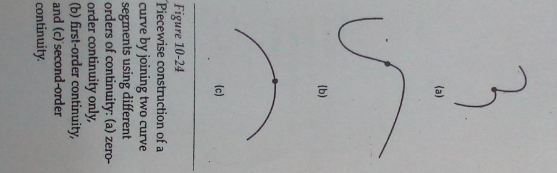 (a)
(b)
(c)
Figure 10-24
Piecewise construction of a
curve by joining two curve
segments using different
orders of continuity: (a) zero-
order continuity only,
(b) first-order continuity,
and (c) second-order
continuity.